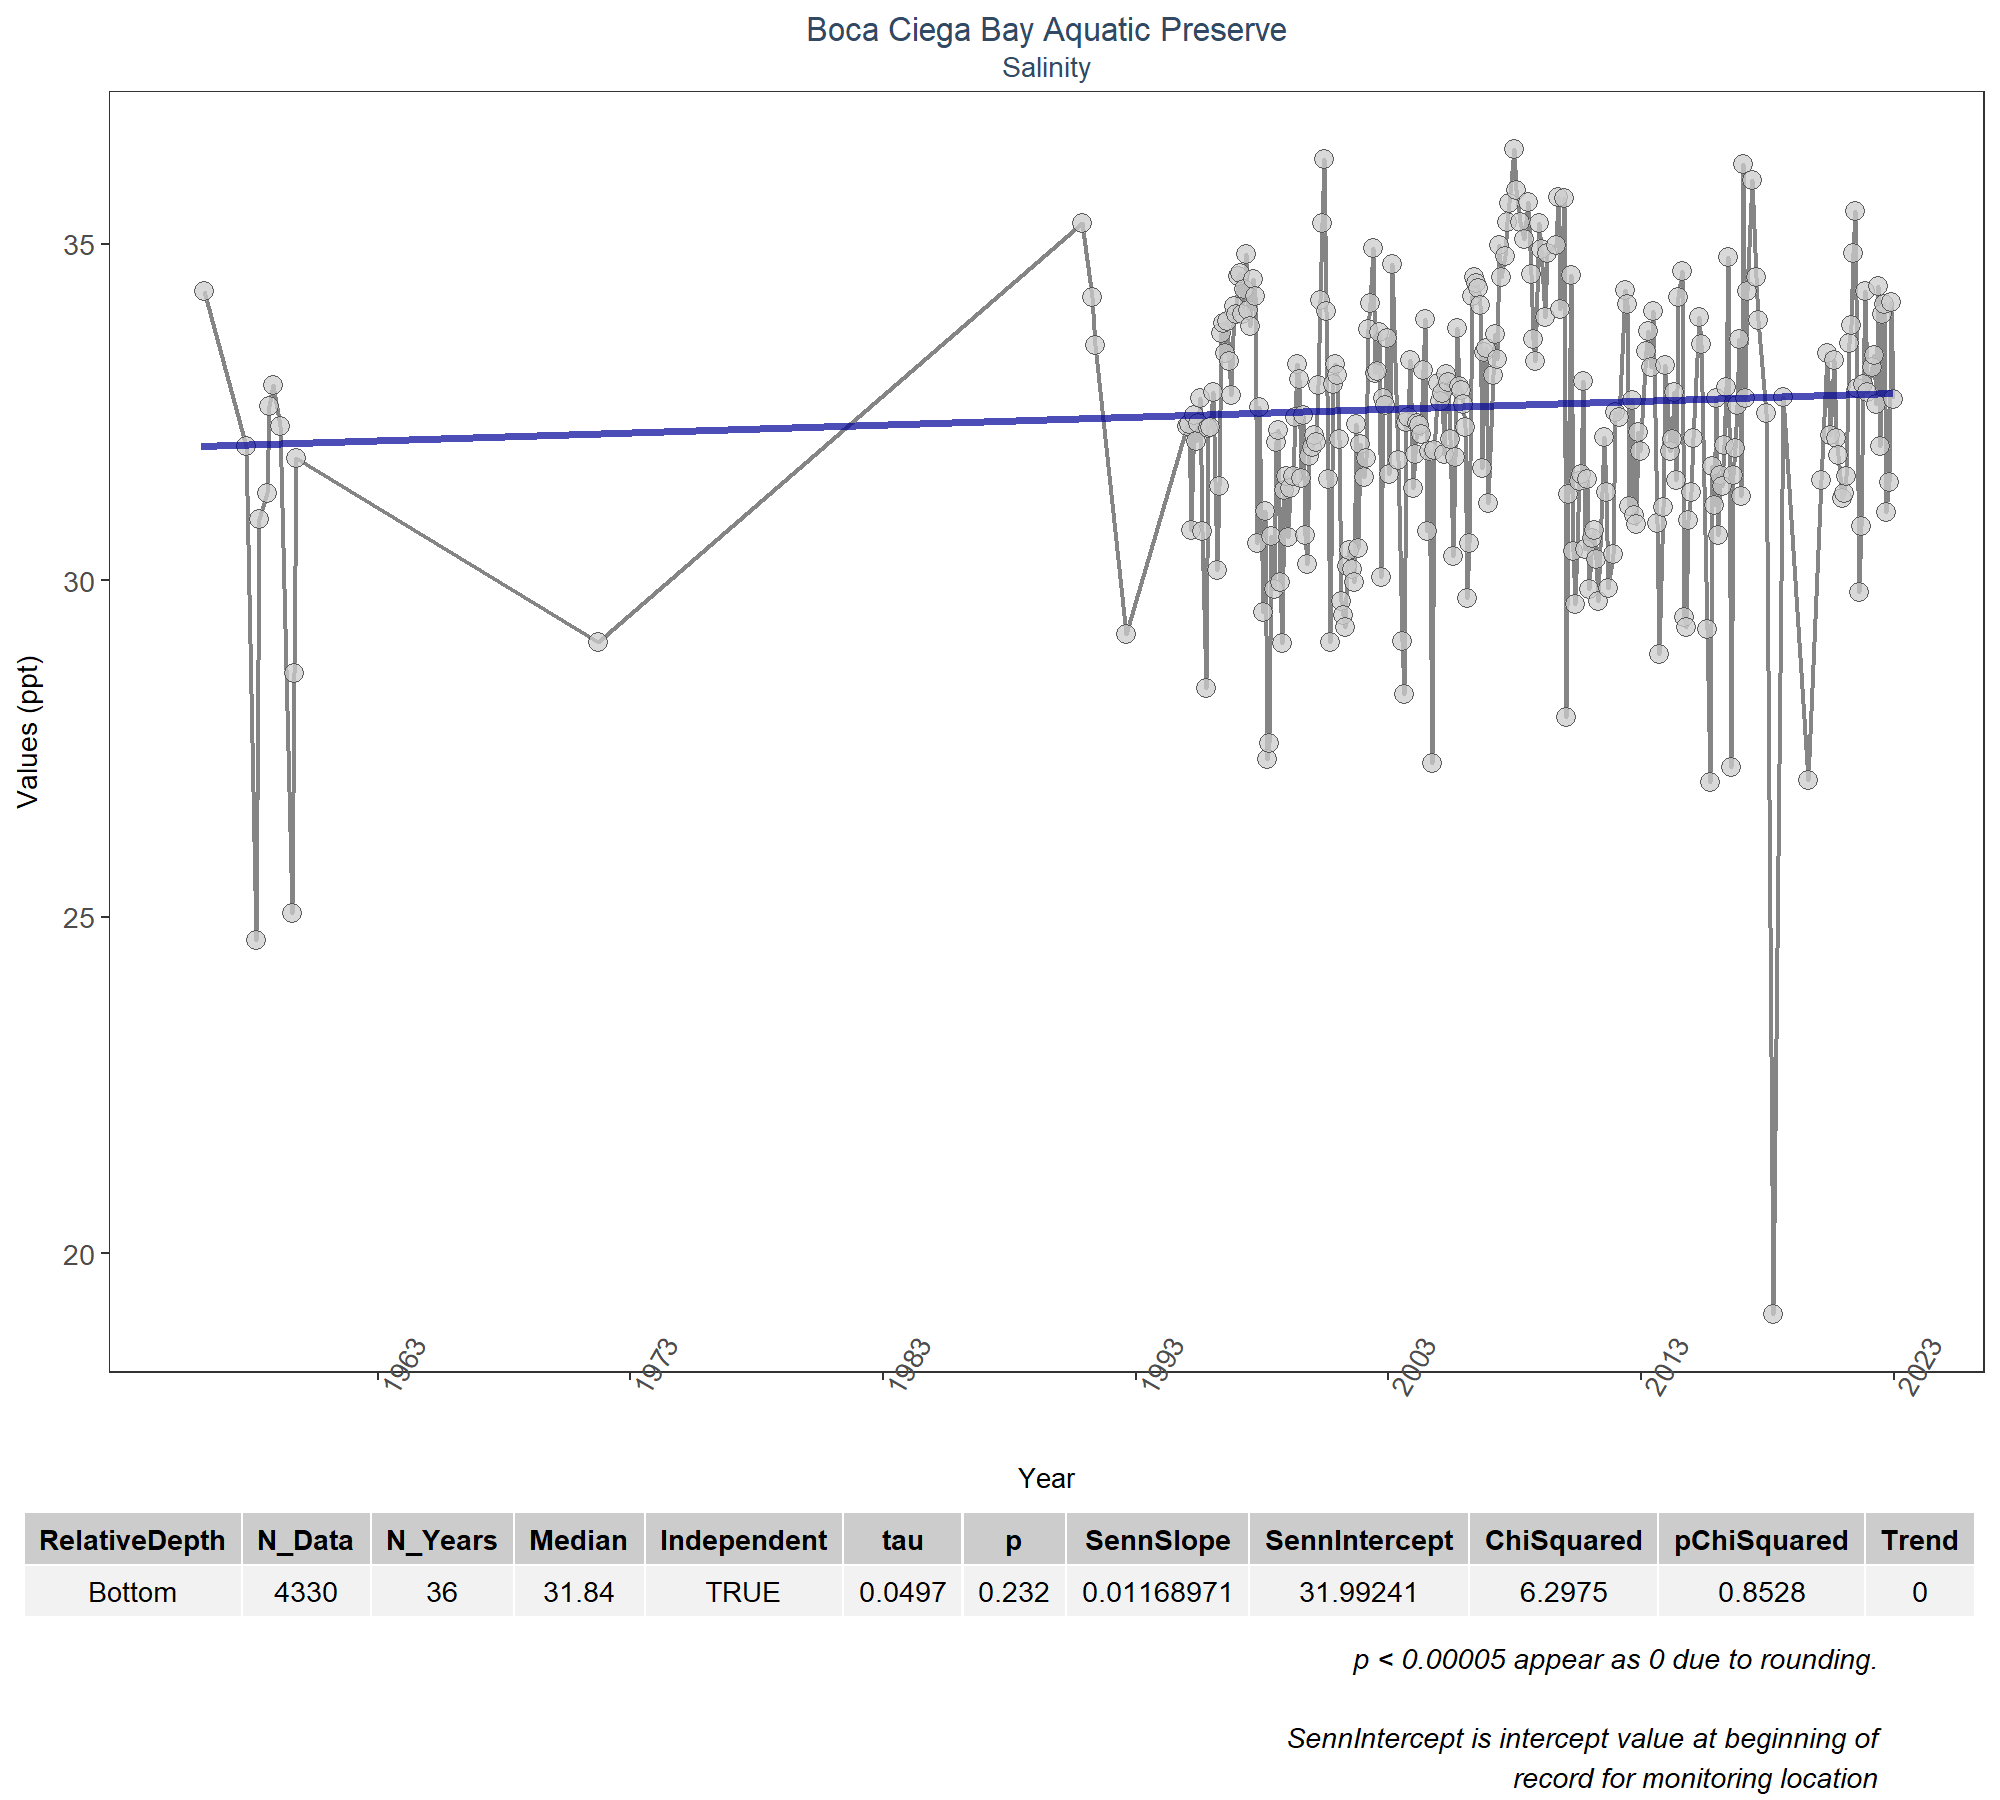 Boca Ciega Bay Aquatic Preserve
Salinity
Values (ppt)
35
30
25
20
1963
1973
1983
1993
2003
2013
2023
Year
RelativeDepth N_Data N_Years Median Independent tau p SennSlope SennIntercept ChiSquared pChiSquared Trend
Bottom 4330 36 31.84 TRUE 0.0497 0.232 0.01168971 31.99241 6.2975 0.8528 0
p < 0.00005 appear as 0 due to rounding.
SennIntercept is intercept value at beginning of
record for monitoring location